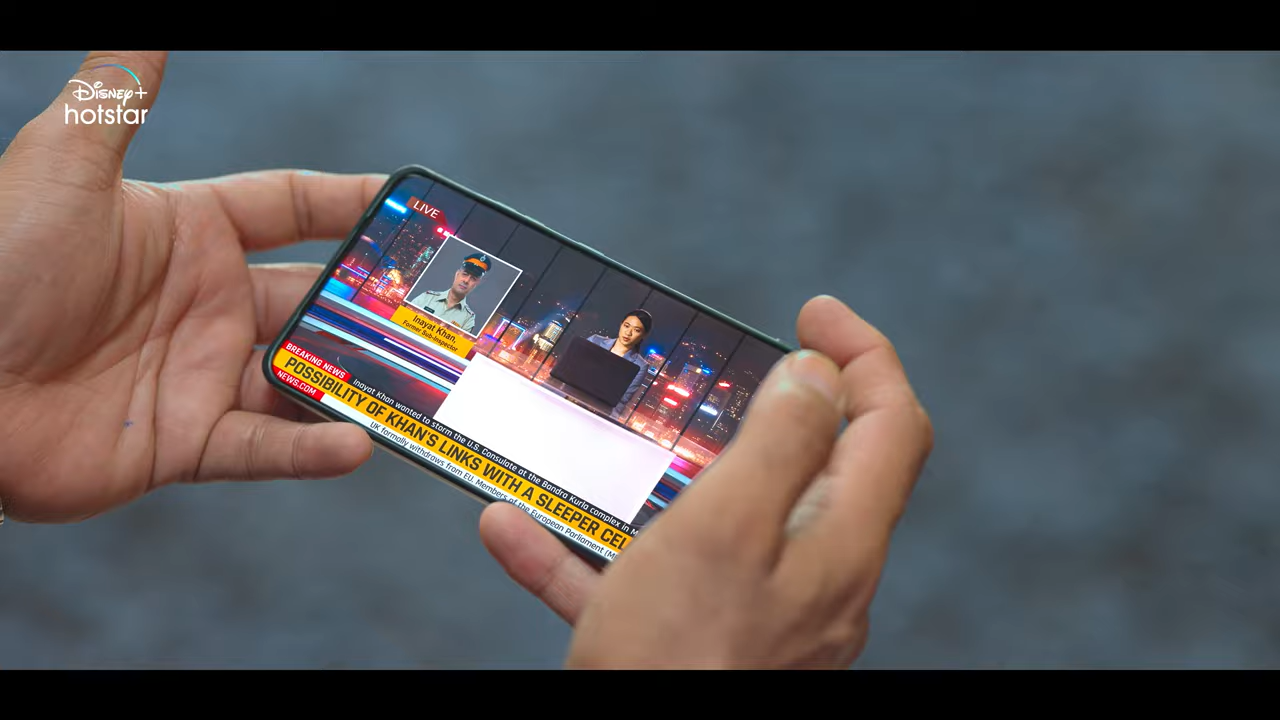 Disney+
hotstar
LIVE
Inayat Khan,
Former Sub-Inspector
BREAKING NEWS
Inayat Khan wanted to storm the U.S. Consulate at the Bandra Kurla complex in
POSSIBILITY OF KHAN'S LINKS WITH A SLEEPER
NEWS.COM
UK formally withdraws from EU. Members of the European Parliament